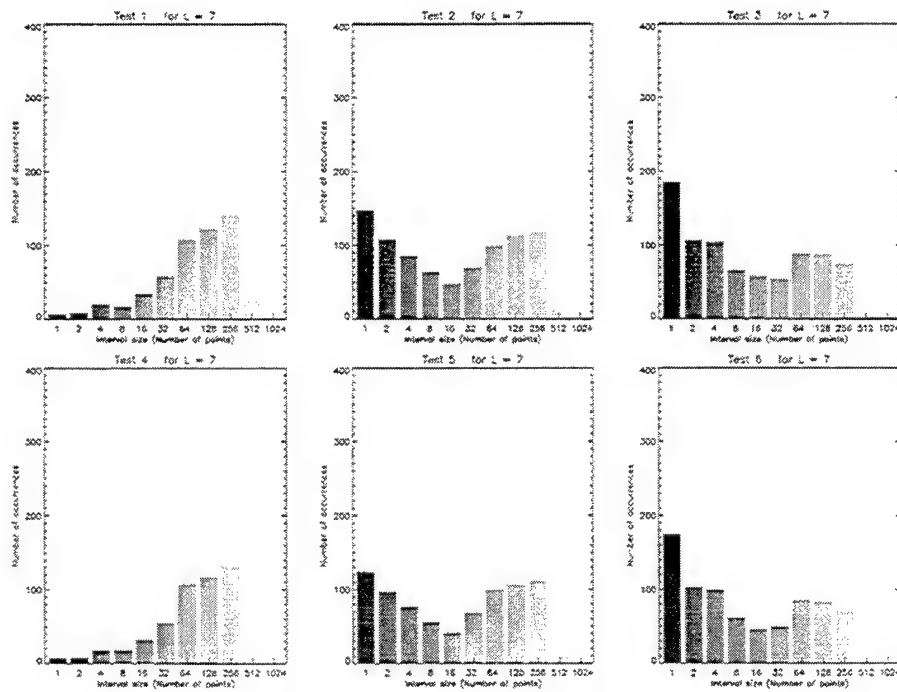 Test 1 for L = 7
Number of occurrences
400
300
200
100
0
1 2 4 8 16 32 64 128 256 512 1024
Interval size (Number of points)
Test 2 for L = 7
Number of occurrences
400
300
200
100
0
1 2 4 8 16 32 64 128 256 512 1024
Interval size (Number of points)
Test 3 for L = 7
Number of occurrences
400
300
200
100
0
1 2 4 8 16 32 64 128 256 512 1024
Interval size (Number of points)
Test 4 for L = 7
Number of occurrences
400
300
200
100
0
1 2 4 8 16 32 64 128 256 512 1024
Interval size (Number of points)
Test 5 for L = 7
Number of occurrences
400
300
200
100
0
1 2 4 8 16 32 64 128 256 512 1024
Interval size (Number of points)
Test 6 for L = 7
Number of occurrences
400
300
200
100
0
1 2 4 8 16 32 64 128 256 512 1024
Interval size (Number of points)